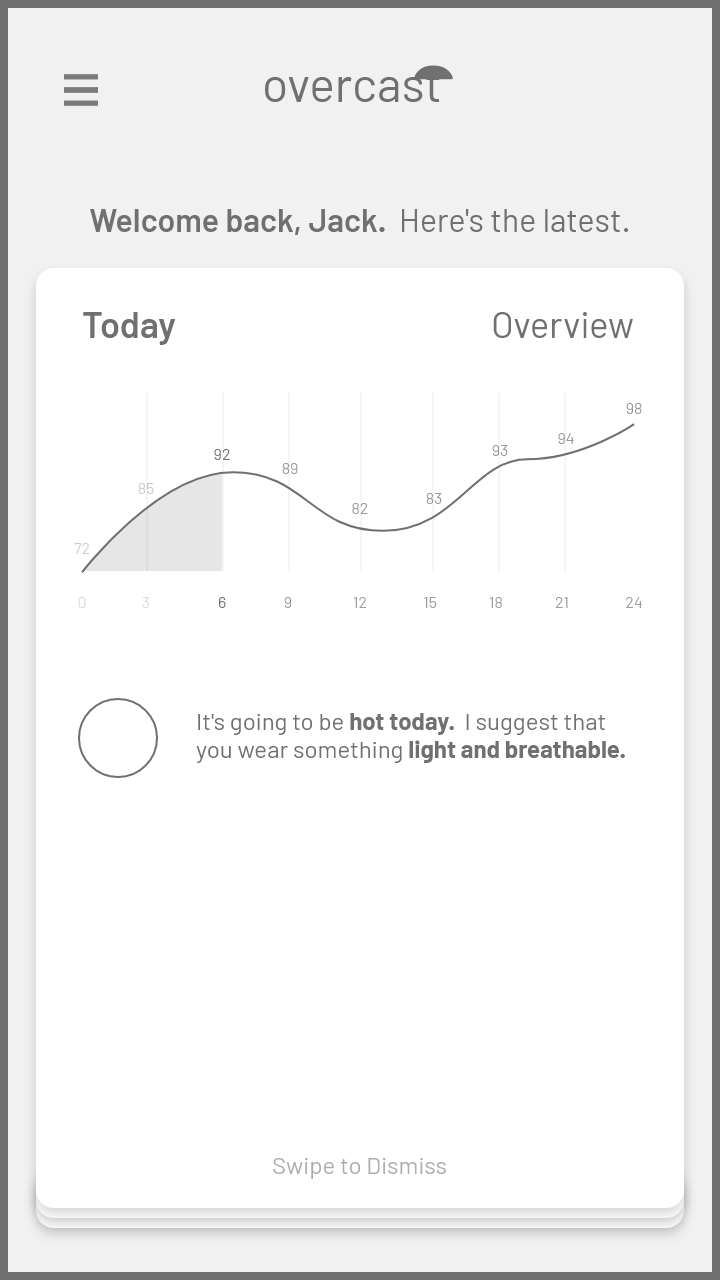 overcast
Welcome back, Jack. Here's the latest.
Today Overview
98
94
93
92
89
85
83
82
72
0 3 6 9 12 15 18 21 24
It's going to be hot today. I suggest that
you wear something light and breathable.
Swipe to Dismiss